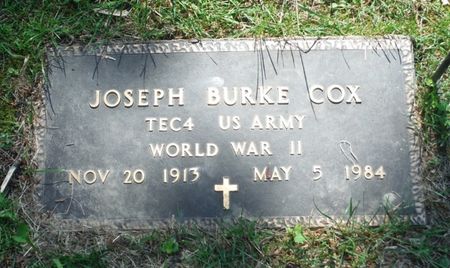 JOSEPH BURKE COX
TEC4 US ARMY
WORLD WAR II
NOV 20 1913 MAY 5 1984